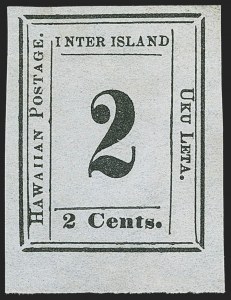 INTER ISLAND
HAWAIIAN POSTAGE.
2
UKU LETA.
2 Cents.